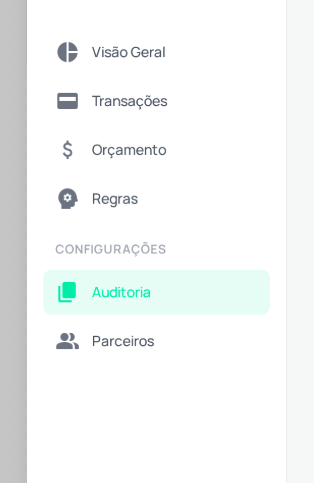 Visão Geral
Transações
Orçamento
Regras
CONFIGURAÇÕES
Auditoria
Parceiros